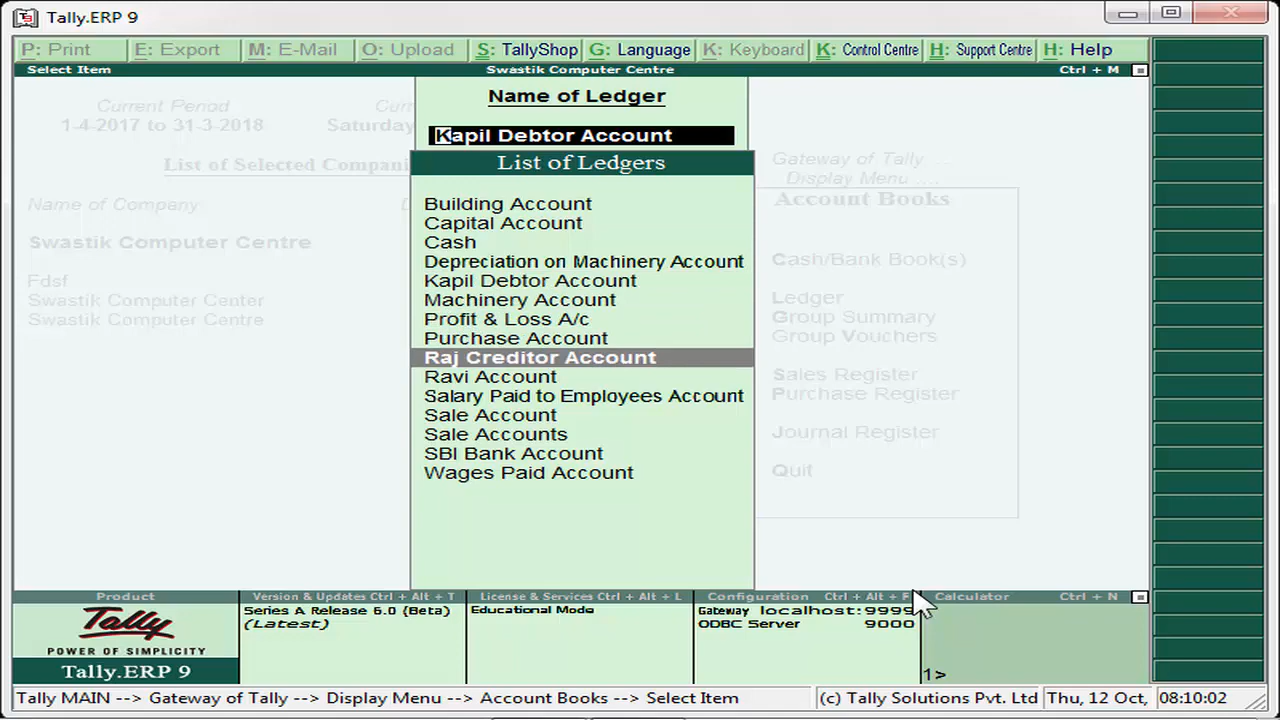 Tally.ERP 9
P: Print E: Export M: E-Mail O: Upload S: TallyShop G: Language K: Keyboard K: Control Centre H: Support Centre H: Help
Select Item Swastik Computer Centre Ctrl + M
Name of Ledger
Kapil Debtor Account
List of Ledgers
Building Account
Capital Account
Cash
Depreciation on Machinery Account
Kapil Debtor Account
Machinery Account
Profit & Loss A/c
Purchase Account
Raj Creditor Account
Ravi Account
Salary Paid to Employees Account
Sale Account
Sale Accounts
SBI Bank Account
Wages Paid Account
Current Period Curr
1-4-2017 to 31-3-2018 Saturday
List of Selected Compani
Name of Company
Swastik Computer Centre
Fdsf
Swastik Computer Center
Swastik Computer Centre
Gateway of Tally ....
Display Menu ....
Account Books
Cash/Bank Book(s)
Ledger
Group Summary
Group Vouchers
Sales Register
Purchase Register
Journal Register
Quit
Product
Tally
POWER OF SIMPLICITY
Tally.ERP 9
Version & Updates Ctrl + Alt + T
Series A Release 6.0 (Beta)
(Latest)
License & Services Ctrl + Alt + L
Educational Mode
Configuration Ctrl + Alt + F
Gateway localhost:9999
ODBC Server 9000
Calculator Ctrl + N
1>
Tally MAIN --> Gateway of Tally --> Display Menu --> Account Books --> Select Item (c) Tally Solutions Pvt. Ltd Thu, 12 Oct, 08:10:02